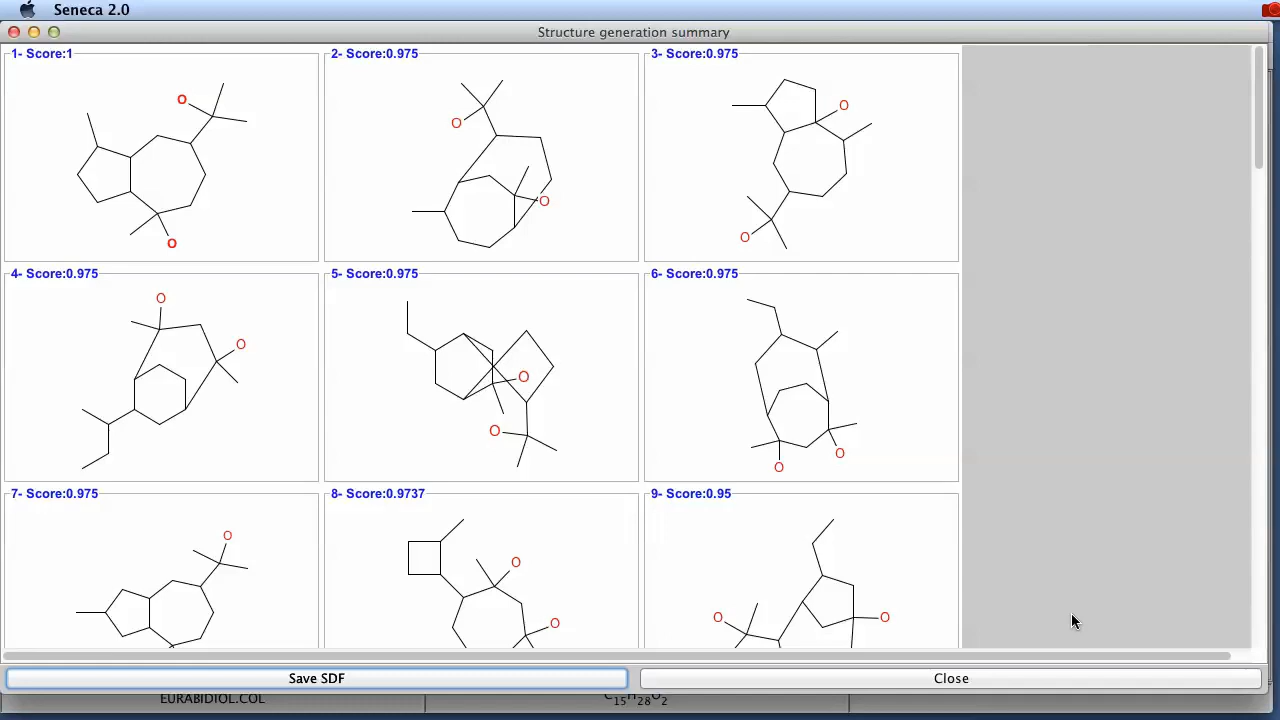 Seneca 2.0
Structure generation summary
1- Score:1
2- Score:0.975
3- Score:0.975
O
O
O
O
O
O
4- Score:0.975
5- Score:0.975
6- Score:0.975
O
O
O
O
O
O
7- Score:0.975
8- Score:0.9737
9- Score:0.95
O
O
O
O
O
Save SDF
Close
EURABIDIOL.COL
C15H28O2